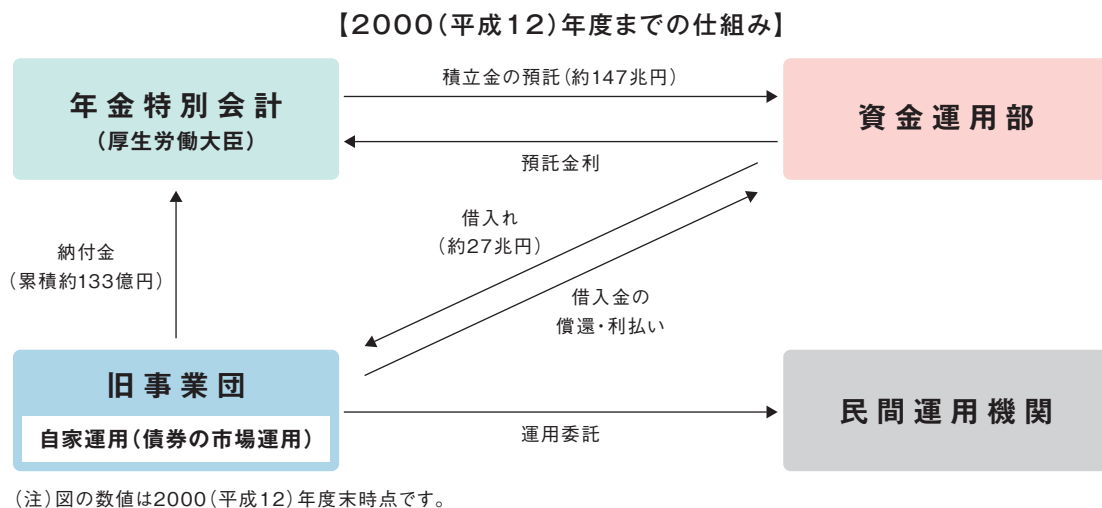 【2000(平成12)年度までの仕組み】
年金特別会計
(厚生労働大臣)
積立金の預託(約147兆円)
資金運用部
預託金利
納付金
(累積約133億円)
借入れ
(約27兆円)
借入金の
償還・利払い
旧事業団
自家運用(債券の市場運用)
運用委託
民間運用機関
(注)図の数値は2000(平成12)年度末時点です。